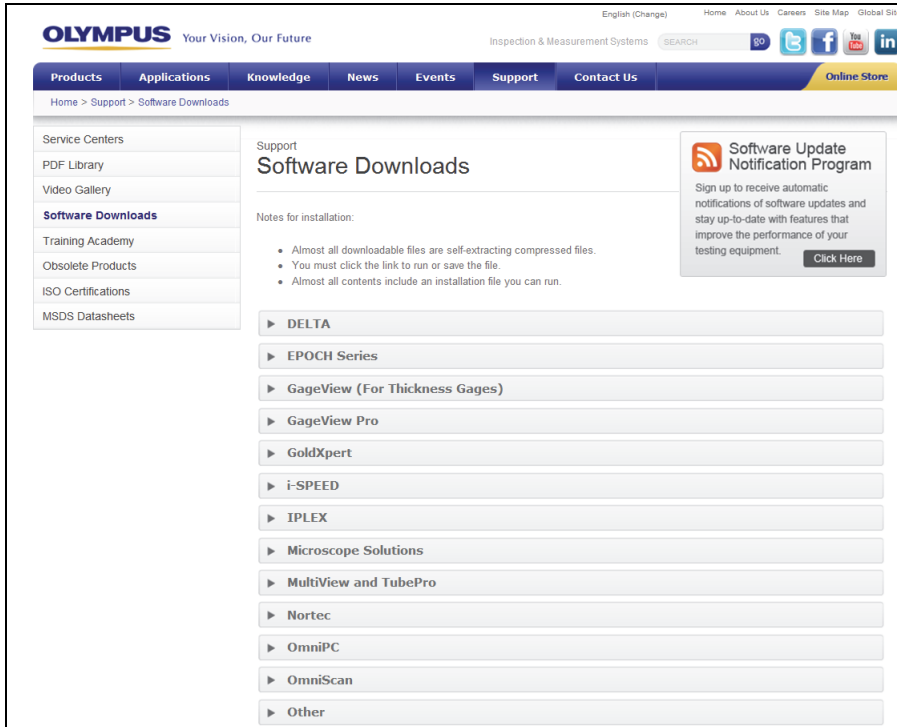 English (Change) Home About Us Careers Site Map Global
OLYMPUS Your Vision, Our Future
Inspection & Measurement Systems SEARCH go You Tube in
Products Applications Knowledge News Events Support Contact Us Online Store
Home > Support > Software Downloads
Service Centers
PDF Library
Video Gallery
Software Downloads
Training Academy
Obsolete Products
ISO Certifications
MSDS Datasheets
Support
Software Downloads
Notes for installation:
Almost all downloadable files are self-extracting compressed files.
You must click the link to run or save the file.
Almost all contents include an installation file you can run.
Software Update
Notification Program
Sign up to receive automatic
notifications of software updates and
stay up-to-date with features that
improve the performance of your
testing equipment. Click Here
DELTA
EPOCH Series
GageView (For Thickness Gages)
GageView Pro
GoldXpert
i-SPEED
IPLEX
Microscope Solutions
MultiView and TubePro
Nortec
OmniPC
OmniScan
Other